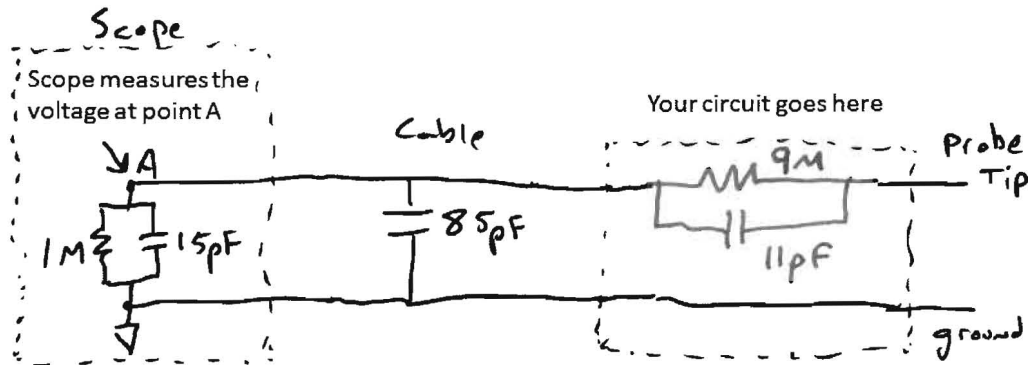 Scope
Scope measures the
voltage at point A
Your circuit goes here
Cable
A
9M
Probe
Tip
1M
15pF
85pF
11pF
ground